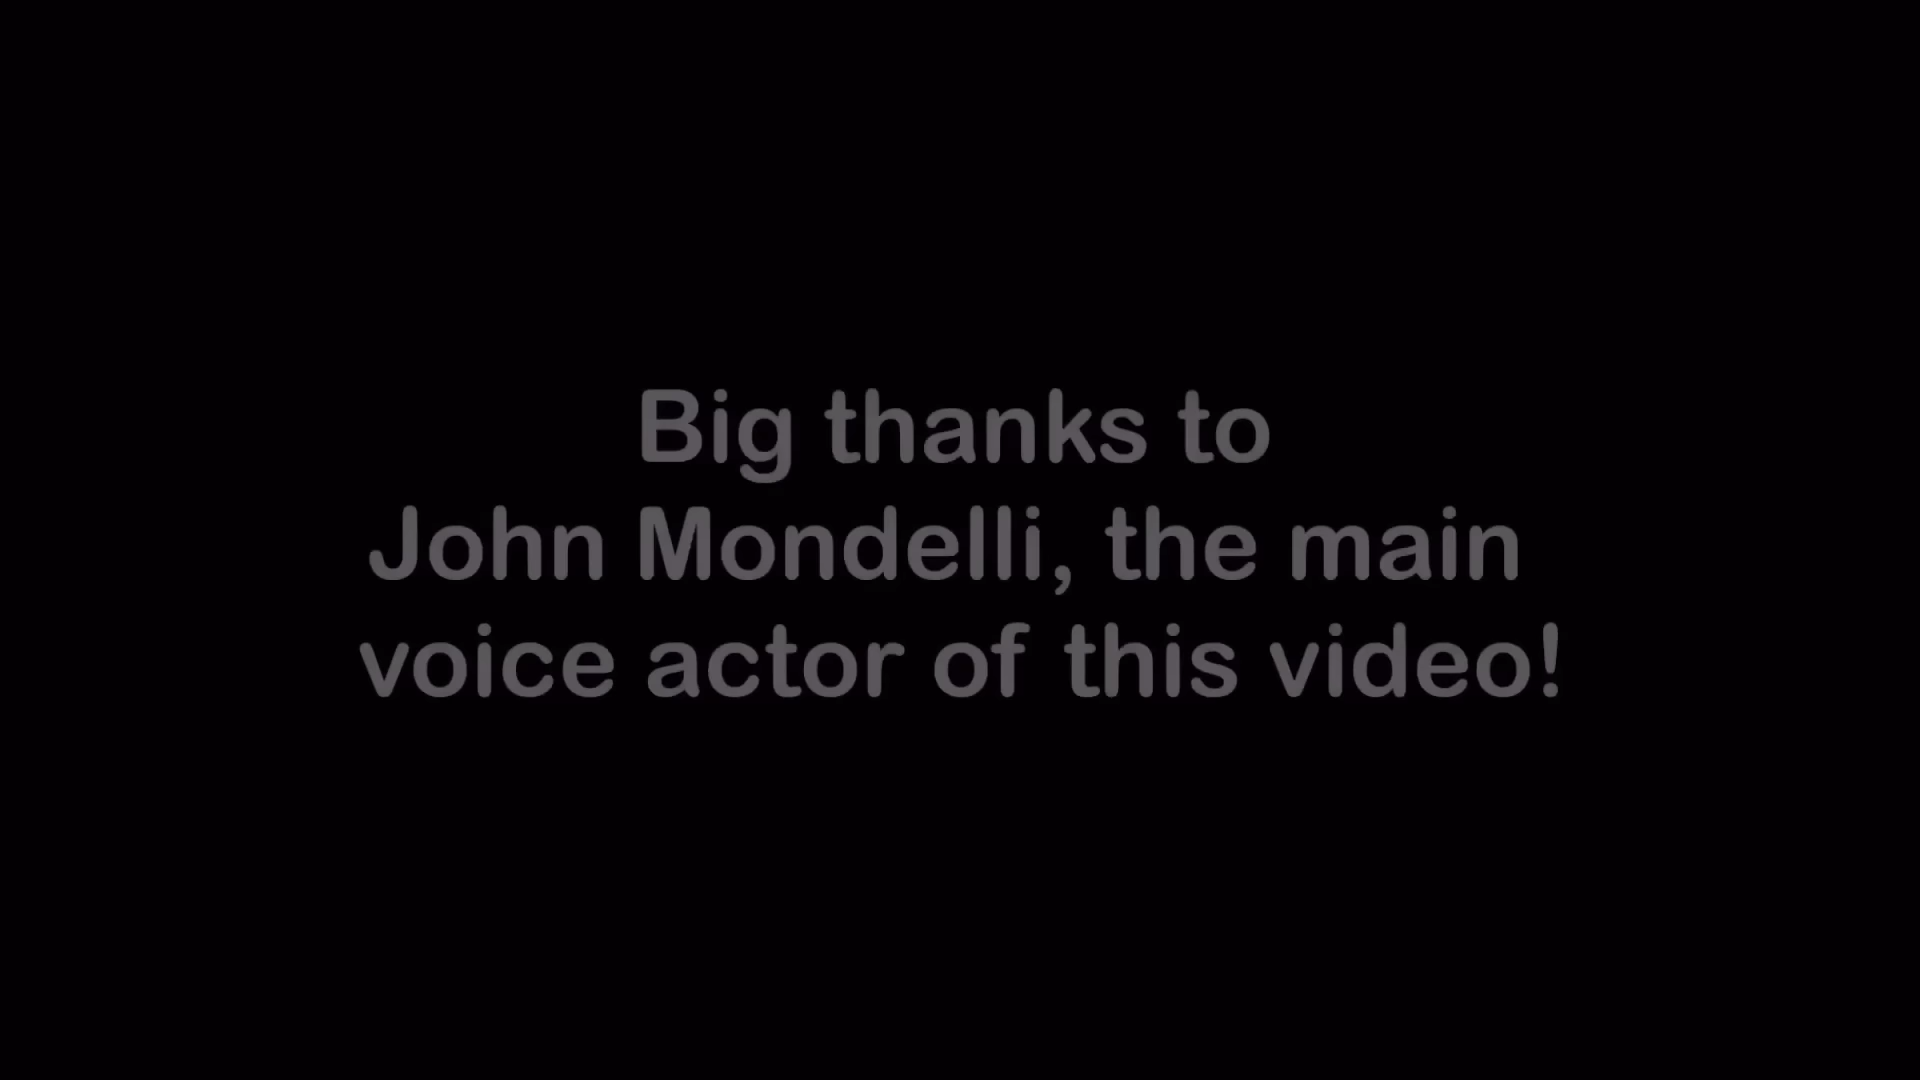 Big thanks to
John Mondelli, the main
voice actor of this video!